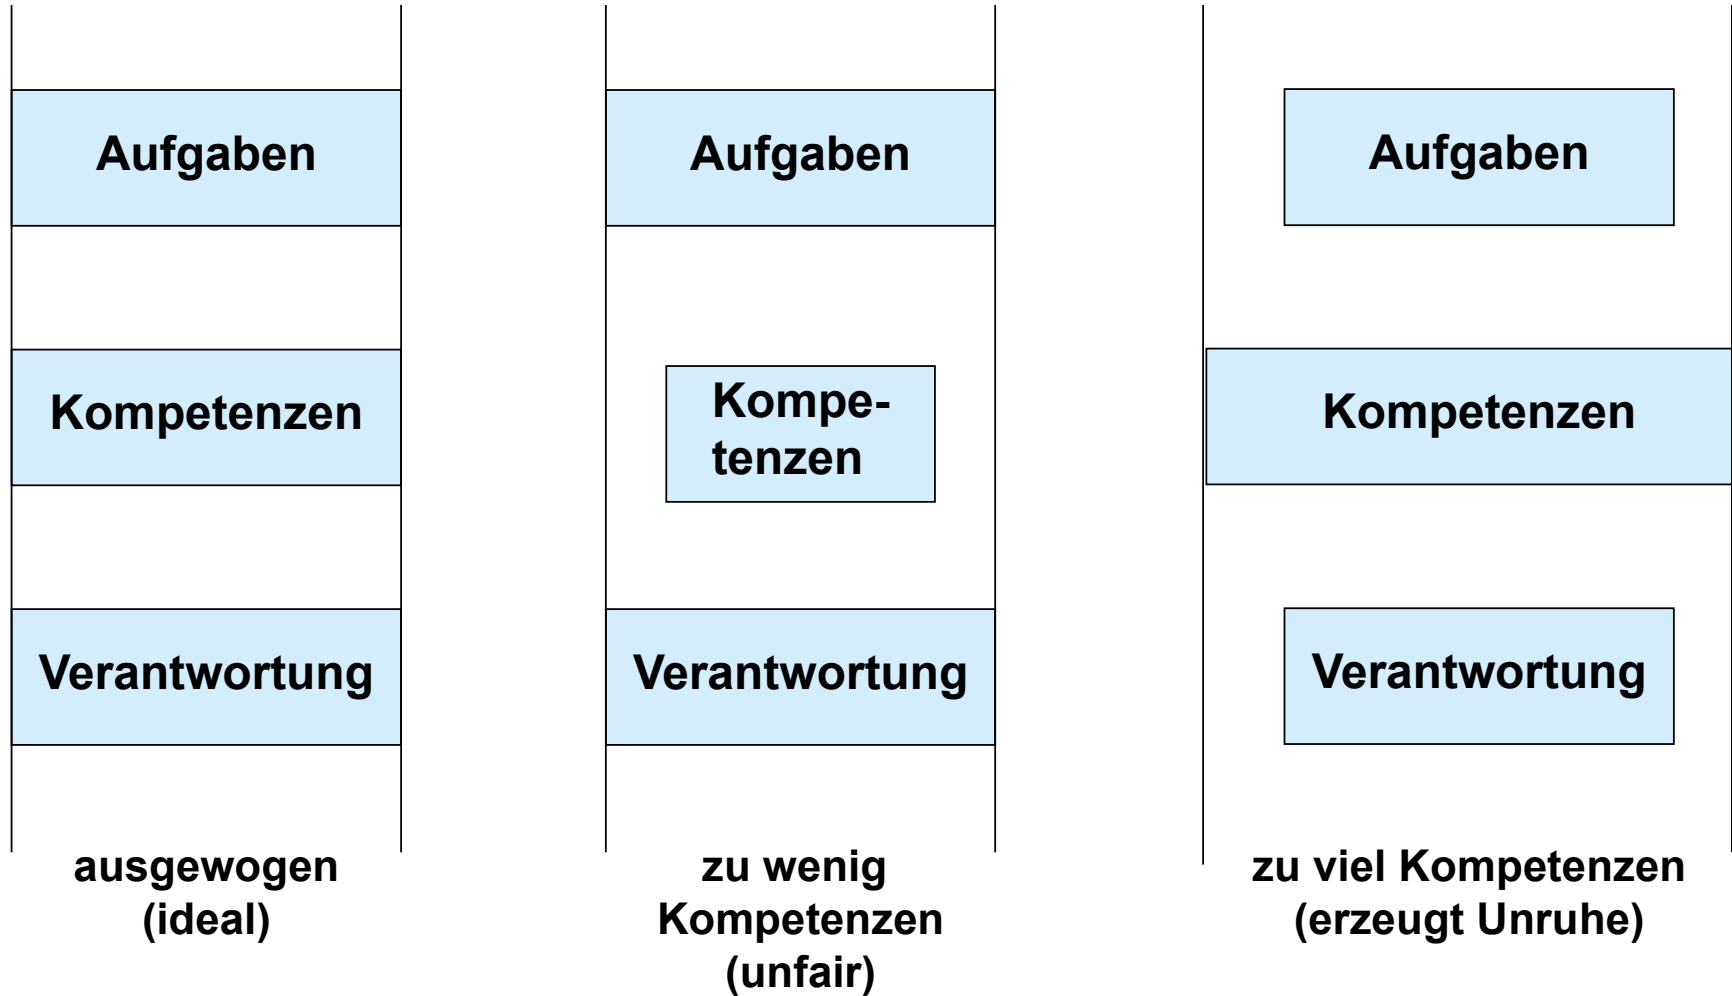 Aufgaben
Kompetenzen
Verantwortung
ausgewogen
(ideal)
Aufgaben
Kompe-
tenzen
Verantwortung
zu wenig
Kompetenzen
(unfair)
Aufgaben
Kompetenzen
Verantwortung
zu viel Kompetenzen
(erzeugt Unruhe)